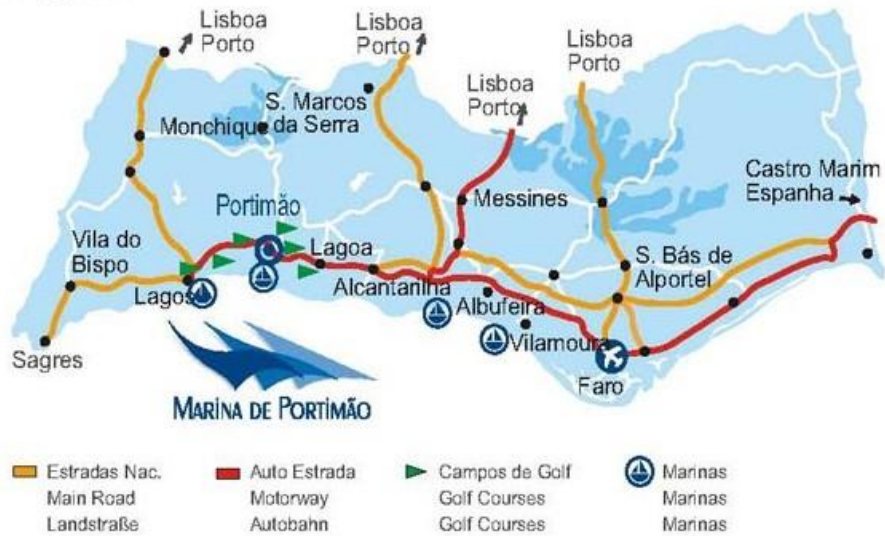 Lisboa
Porto
Lisboa
Porto
Lisboa
Porto
Lisboa
Porto
S. Marcos
da Serra
Monchique
Castro Marim
Espanha
Messines
Portimão
Vila do
Bispo
Lagoa
S. Bás de
Alportel
Lagos
Alcantarilha
Albufeira
Vilamoura
Sagres
Faro
MARINA DE PORTIMÃO
Estradas Nac.
Main Road
Landstraße
Auto Estrada
Motorway
Autobahn
Campos de Golf
Golf Courses
Golf Courses
Marinas
Marinas
Marinas